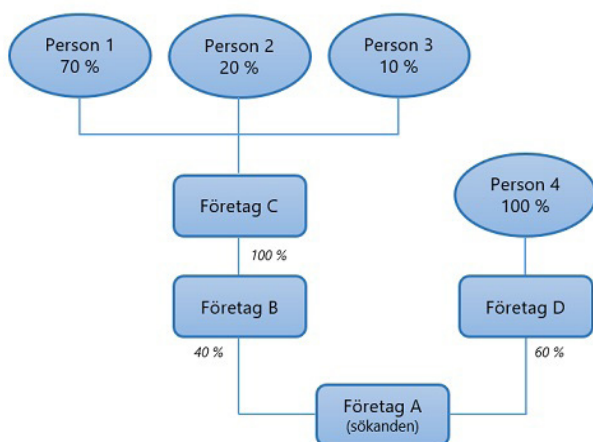 Person 1
70 %
Person 2
20 %
Person 3
10 %
Företag C
Person 4
100 %
100 %
Företag B
Företag D
40 %
60 %
Företag A
(sökanden)